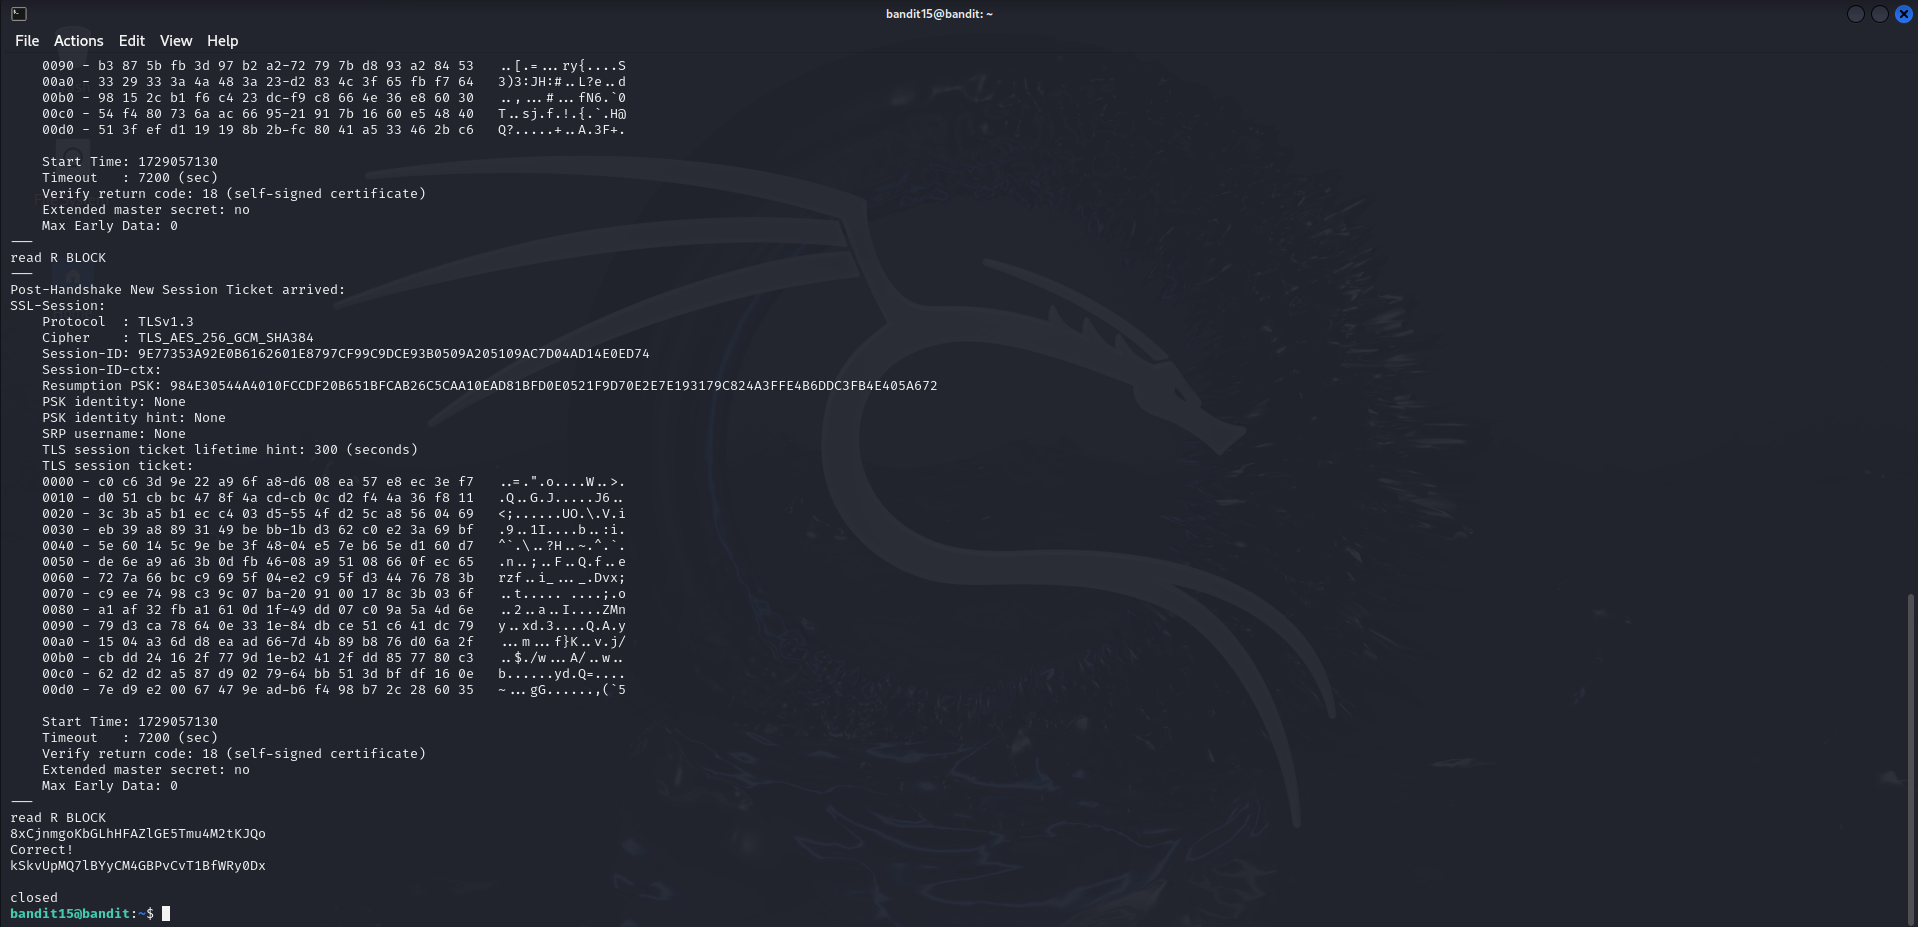 bandit15@bandit: ~
File Actions Edit View Help
0090 - b3 87 5b fb 3d 97 b2 a2-72 79 7b d8 93 a2 84 53   ..[.=...ry{....S
00a0 - 33 29 33 3a 4a 48 3a 23-d2 83 4c 3f 65 fb f7 64   3)3:JH:#..L?e..d
00b0 - 98 15 2c b1 f6 c4 23 dc-f9 c8 66 4e 36 e8 60 30   ..,...#...fN6.`0
00c0 - 54 f4 80 73 6a ac 66 95-21 91 7b 16 60 e5 48 40   T..sj.f.!.{.`.H@
00d0 - 51 3f ef d1 19 19 8b 2b-fc 80 41 a5 33 46 2b c6   Q?.....+..A.3F+.
Start Time: 1729057130
Timeout   : 7200 (sec)
Verify return code: 18 (self-signed certificate)
Extended master secret: no
Max Early Data: 0
---
read R BLOCK
---
Post-Handshake New Session Ticket arrived:
SSL-Session:
Protocol  : TLSv1.3
Cipher    : TLS_AES_256_GCM_SHA384
Session-ID: 9E77353A92E0B6162601E8797CF99C9DCE93B0509A205109AC7D04AD14E0ED74
Session-ID-ctx:
Resumption PSK: 984E30544A4010FCCDF20B651BFCAB26C5CAA10EAD81BFD0E0521F9D70E2E7E193179C824A3FFE4B6DDC3FB4E405A672
PSK identity: None
PSK identity hint: None
SRP username: None
TLS session ticket lifetime hint: 300 (seconds)
TLS session ticket:
0000 - c0 c6 3d 9e 22 a9 6f a8-d6 08 ea 57 e8 ec 3e f7   ..=.".o....W..>.
0010 - d0 51 cb bc 47 8f 4a cd-cb 0c d2 f4 4a 36 f8 11   .Q..G.J.....J6..
0020 - 3c 3b a5 b1 ec c4 03 d5-55 4f d2 5c a8 56 04 69   <;......UO.\.V.i
0030 - eb 39 a8 89 31 49 be bb-1b d3 62 c0 e2 3a 69 bf   .9..1I....b..:i.
0040 - 5e 60 14 5c 9e be 3f 48-04 e5 7e b6 5e d1 60 d7   ^`.\..?H..~.^.`.
0050 - de 6e a9 a6 3b 0d fb 46-08 a9 51 08 66 0f ec 65   .n..;..F..Q.f..e
0060 - 72 7a 66 bc c9 69 5f 04-e2 c9 5f d3 44 76 78 3b   rzf..i_..._.Dvx;
0070 - c9 ee 74 98 c3 9c 07 ba-20 91 00 17 8c 3b 03 6f   ..t..... ....;.o
0080 - a1 af 32 fb a1 61 0d 1f-49 dd 07 c0 9a 5a 4d 6e   ..2..a..I....ZMn
0090 - 79 d3 ca 78 64 0e 33 1e-84 db ce 51 c6 41 dc 79   y..xd.3....Q.A.y
00a0 - 15 04 a3 6d d8 ea ad 66-7d 4b 89 b8 76 d0 6a 2f   ...m...f}K..v.j/
00b0 - cb dd 24 16 2f 77 9d 1e-b2 41 2f dd 85 77 80 c3   ..$./w...A/..w..
00c0 - 62 d2 d2 a5 87 d9 02 79-64 bb 51 3d bf df 16 0e   b......yd.Q=....
00d0 - 7e d9 e2 00 67 47 9e ad-b6 f4 98 b7 2c 28 60 35   ~...gG......,(`5
Start Time: 1729057130
Timeout   : 7200 (sec)
Verify return code: 18 (self-signed certificate)
Extended master secret: no
Max Early Data: 0
---
read R BLOCK
8xCjnmgoKbGLhHFAZlGE5Tmu4M2tKJQo
Correct!
kSkvUpMQ7lBYyCM4GBPvCvT1BfWRy0Dx
closed
bandit15@bandit:~$